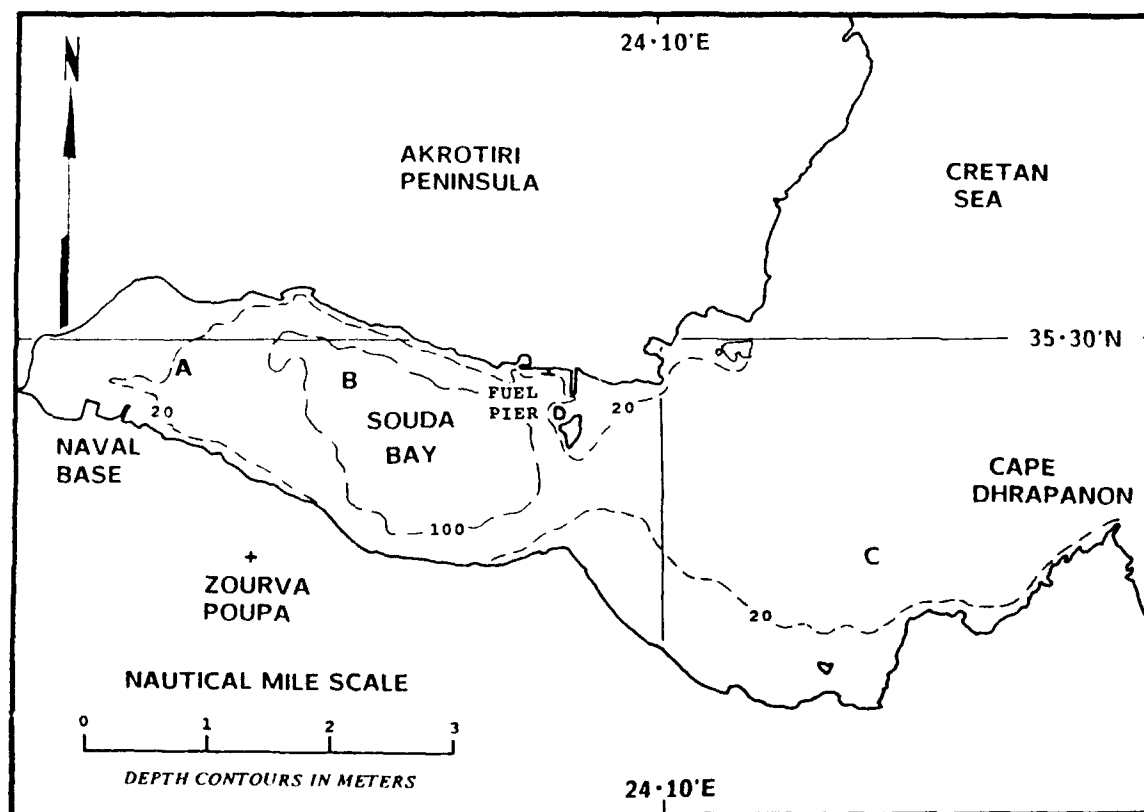 24·10'E
N
AKROTIRI
PENINSULA
CRETAN
SEA
35·30'N
A
B
FUEL
PIER
D
20
20
SOUDA
BAY
NAVAL
BASE
CAPE
DHRAPANON
100
C
ZOURVA
POUPA
20
NAUTICAL MILE SCALE
0 1 2 3
DEPTH CONTOURS IN METERS
24·10'E